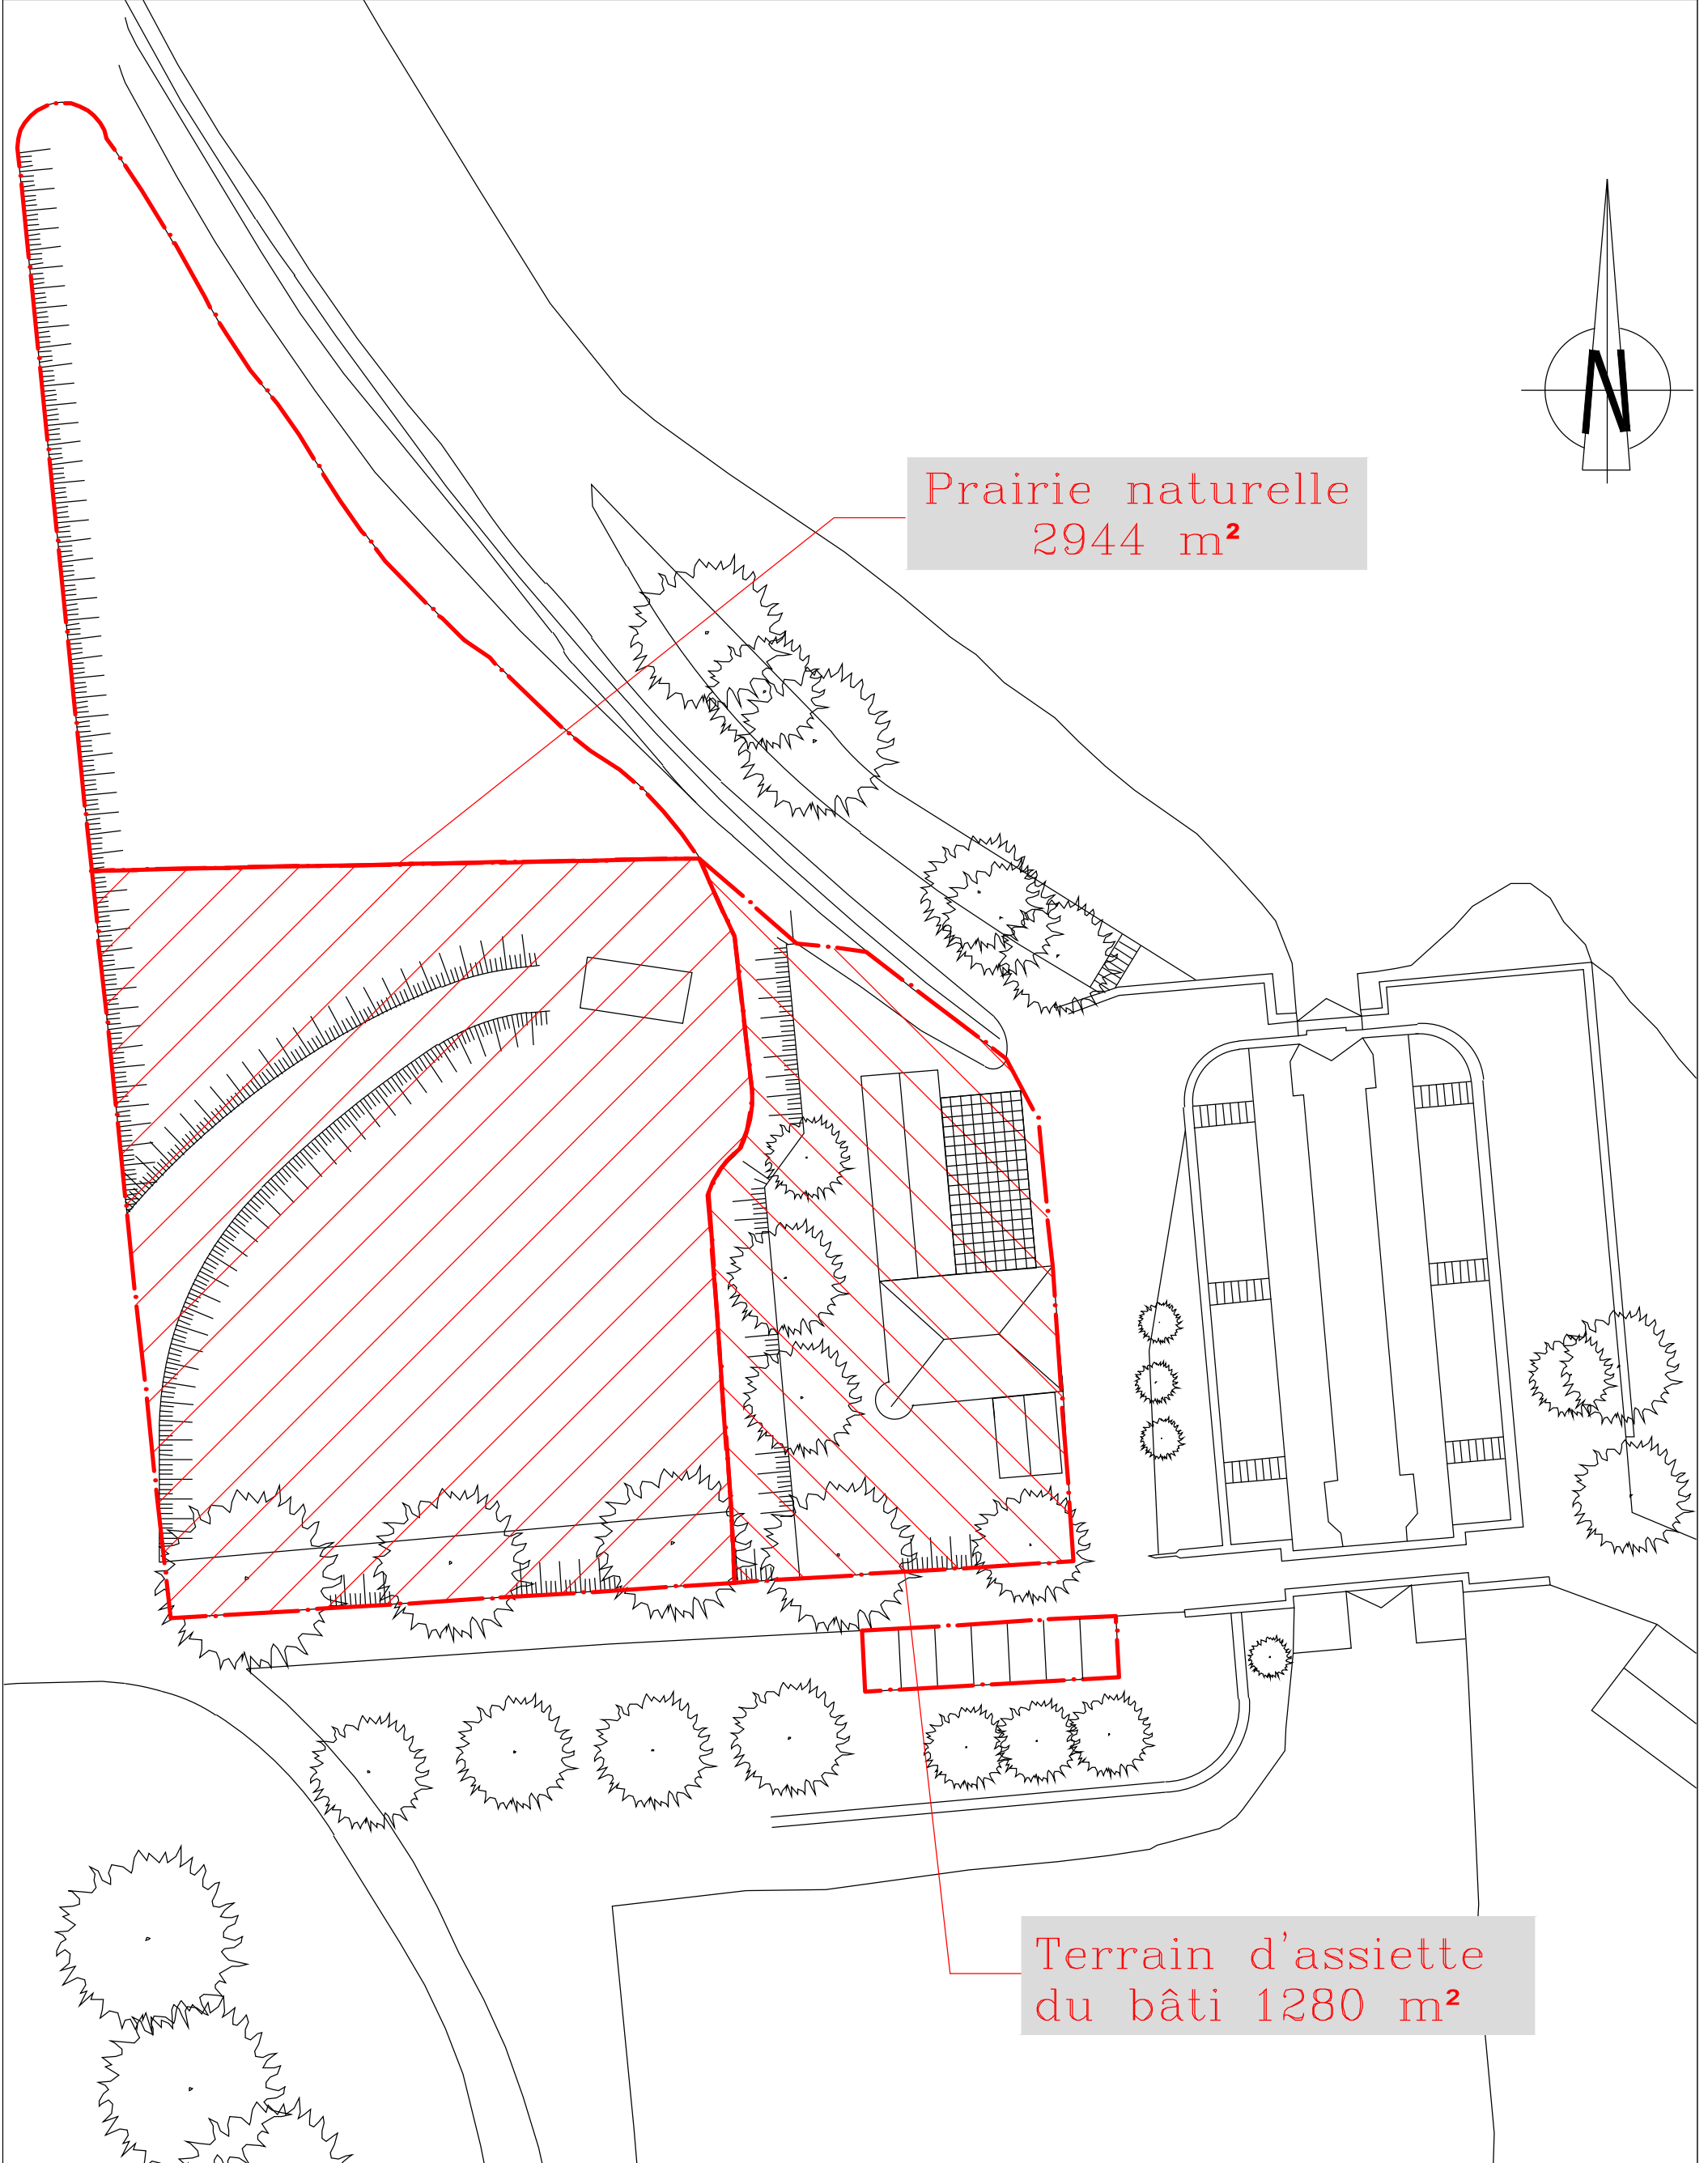 N
Prairie naturelle
2944 m²
Terrain d'assiette
du bâti 1280 m²